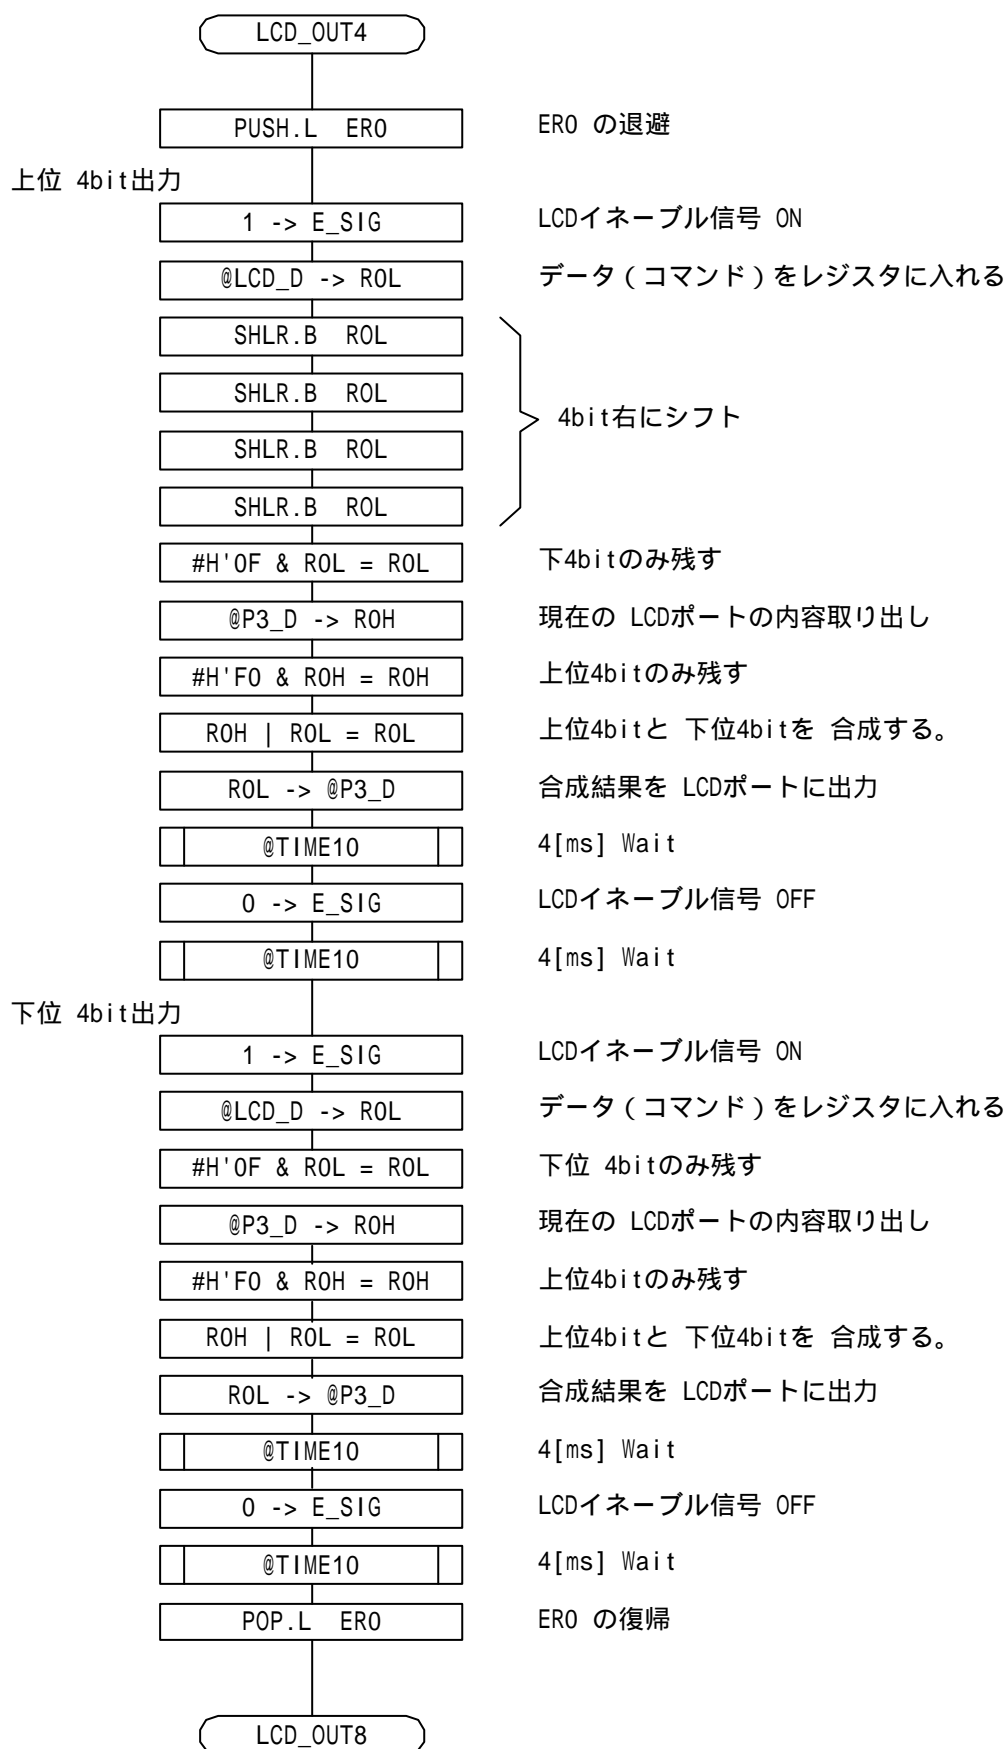 LCD_OUT4
PUSH.L ER0 ER0 の退避
上位 4bit出力
1 -> E_SIG LCDイネーブル信号 ON
@LCD_D -> R0L データ(コマンド)をレジスタに入れる
SHLR.B R0L
SHLR.B R0L
4bit右にシフト
SHLR.B R0L
SHLR.B R0L
#H'0F & R0L = R0L 下4bitのみ残す
@P3_D -> R0H 現在の LCDポートの内容取り出し
#H'F0 & R0H = R0H 上位4bitのみ残す
R0H | R0L = R0L 上位4bitと 下位4bitを 合成する。
R0L -> @P3_D 合成結果を LCDポートに出力
@TIME10 4[ms] Wait
0 -> E_SIG LCDイネーブル信号 OFF
@TIME10 4[ms] Wait
下位 4bit出力
1 -> E_SIG LCDイネーブル信号 ON
@LCD_D -> R0L データ(コマンド)をレジスタに入れる
#H'0F & R0L = R0L 下位 4bitのみ残す
@P3_D -> R0H 現在の LCDポートの内容取り出し
#H'F0 & R0H = R0H 上位4bitのみ残す
R0H | R0L = R0L 上位4bitと 下位4bitを 合成する。
R0L -> @P3_D 合成結果を LCDポートに出力
@TIME10 4[ms] Wait
0 -> E_SIG LCDイネーブル信号 OFF
@TIME10 4[ms] Wait
POP.L ER0 ER0 の復帰
LCD_OUT8